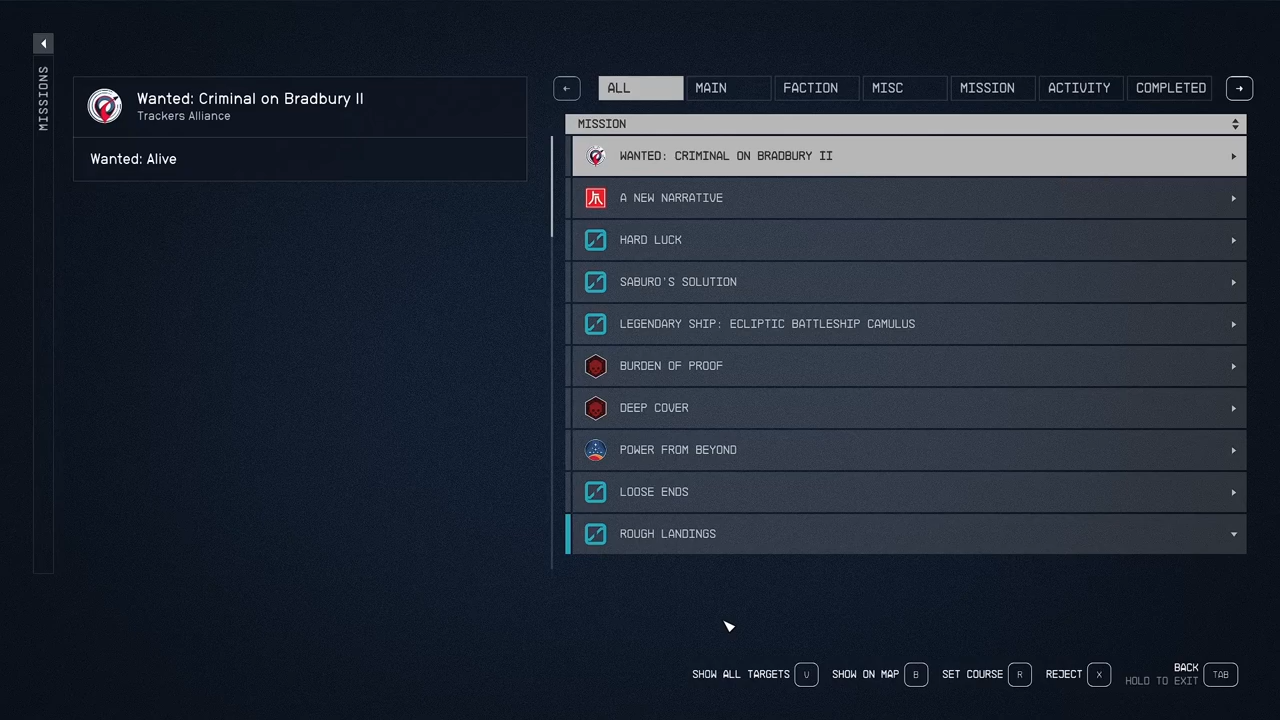 MISSIONS
Wanted: Criminal on Bradbury II
Trackers Alliance
Wanted: Alive
ALL
MAIN
FACTION
MISC
MISSION
ACTIVITY
COMPLETED
MISSION
WANTED: CRIMINAL ON BRADBURY II
A NEW NARRATIVE
HARD LUCK
SABURO'S SOLUTION
LEGENDARY SHIP: ECLIPTIC BATTLESHIP CAMULUS
BURDEN OF PROOF
DEEP COVER
POWER FROM BEYOND
LOOSE ENDS
ROUGH LANDINGS
SHOW ALL TARGETS U
SHOW ON MAP B
SET COURSE R
REJECT X
BACK
HOLD TO EXIT
TAB